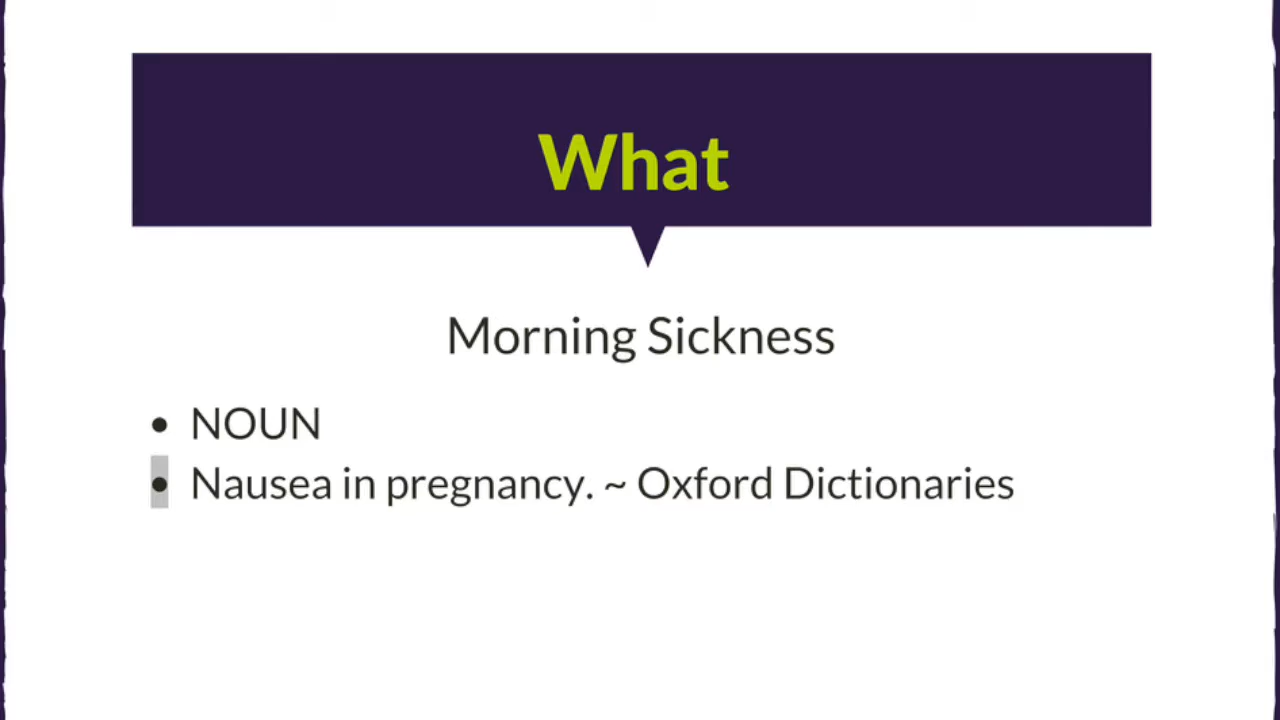 What
Morning Sickness
• NOUN
• Nausea in pregnancy. ~ Oxford Dictionaries